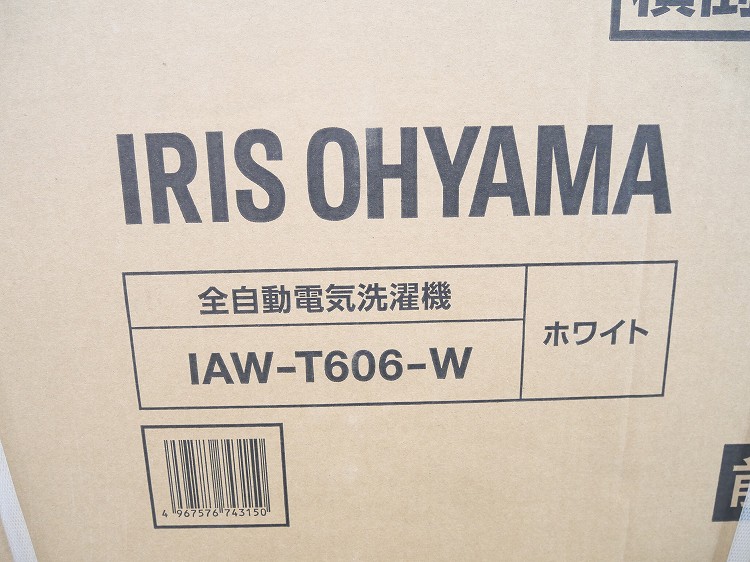 IRIS OHYAMA
全自動電気洗濯機
IAW-T606-W
ホワイト
4 967576 743150